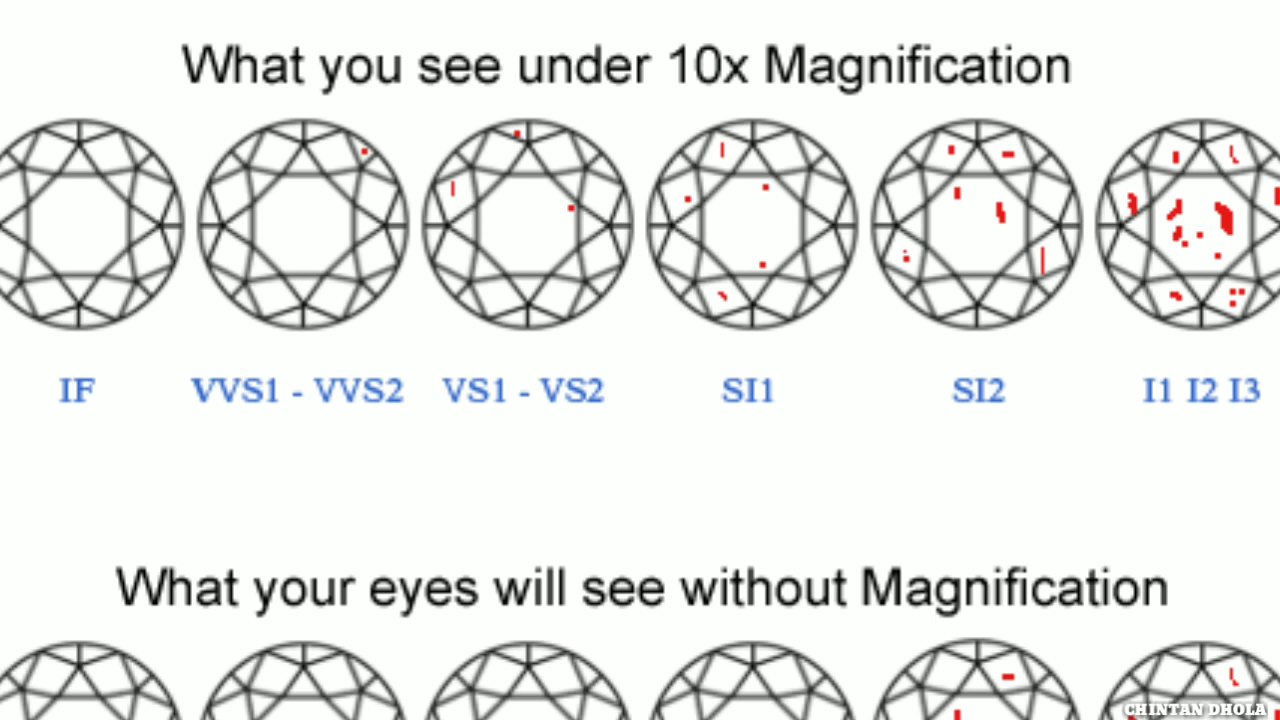 What you see under 10x Magnification
IF VVS1 - VVS2 VS1 - VS2 SI1 SI2 I1 I2 I3
What your eyes will see without Magnification
CHINTAN DHOLA